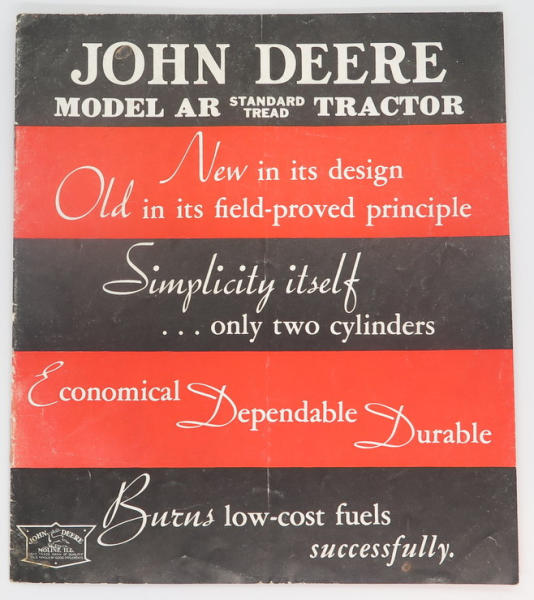 JOHN DEERE
MODEL AR STANDARD TREAD TRACTOR
New in its design
Old in its field-proved principle
Simplicity itself
...only two cylinders
Economical Dependable Durable
Burns low-cost fuels
successfully.
JOHN DEERE
MOLINE ILL.